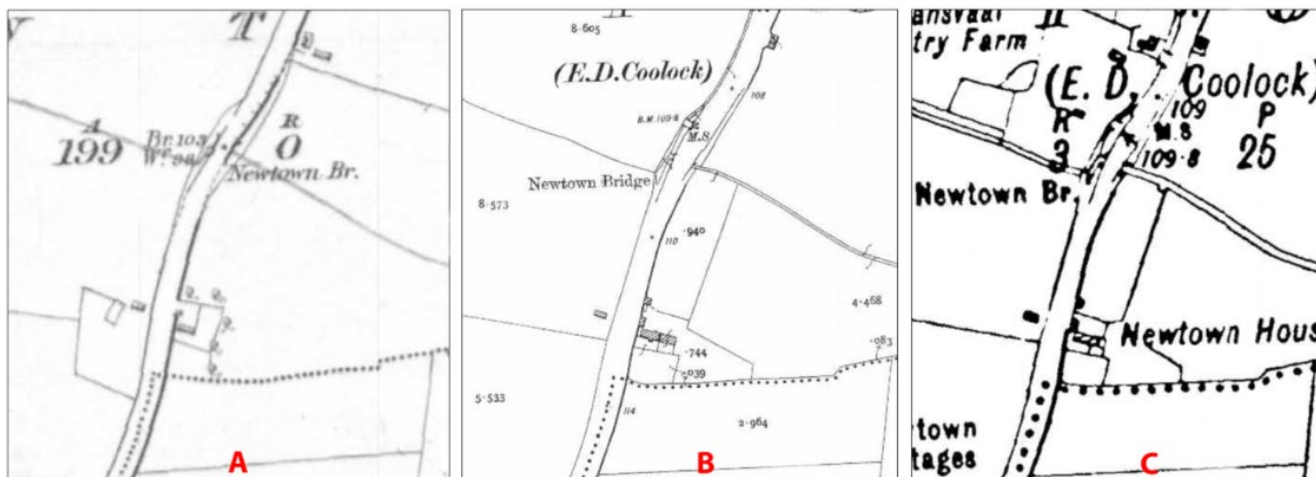 T
A
199
Br. 103
Wr. 98
R
O
Newtown Br.
A
8·605
(E.D. Coolock)
108
B.M. 109·8
M.S
Newtown Bridge
8·573
110
·940
4·468
·083
·744
·039
5·533
114
2·964
B
ansvaal
try Farm
(E. D. Coolock)
R
109
P
M.S
3
109·8
25
Newtown Br.
Newtown Hous
town
tages
C